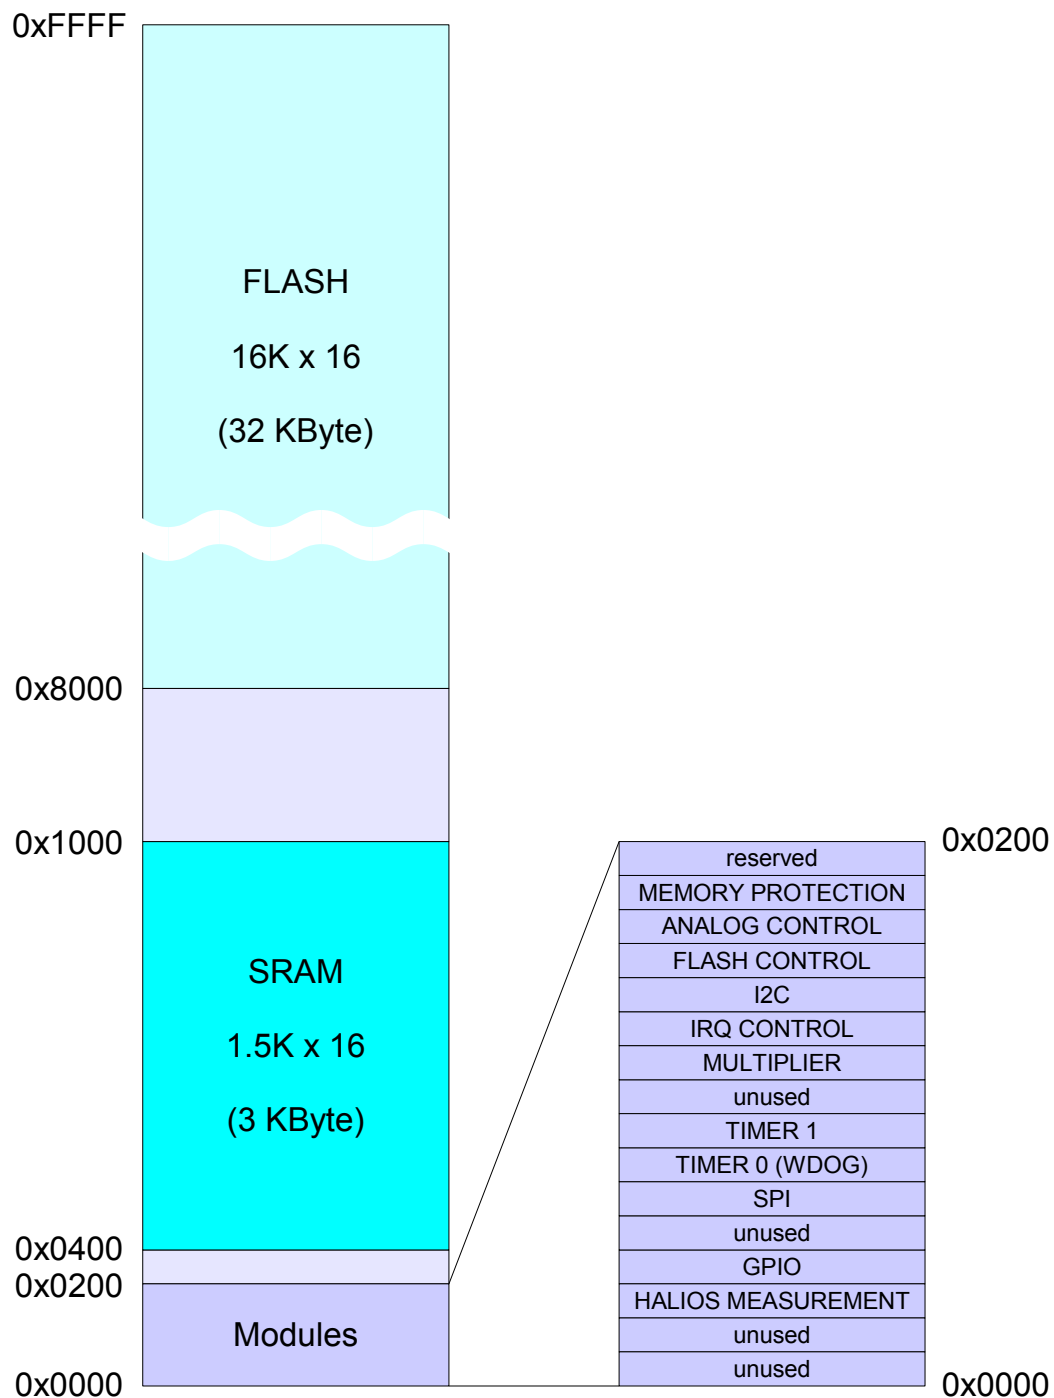 0xFFFF
FLASH
16K x 16
(32 KByte)
0x8000
0x1000
SRAM
1.5K x 16
(3 KByte)
0x0400
0x0200
Modules
0x0000
0x0200
reserved
MEMORY PROTECTION
ANALOG CONTROL
FLASH CONTROL
I2C
IRQ CONTROL
MULTIPLIER
unused
TIMER 1
TIMER 0 (WDOG)
SPI
unused
GPIO
HALIOS MEASUREMENT
unused
unused
0x0000